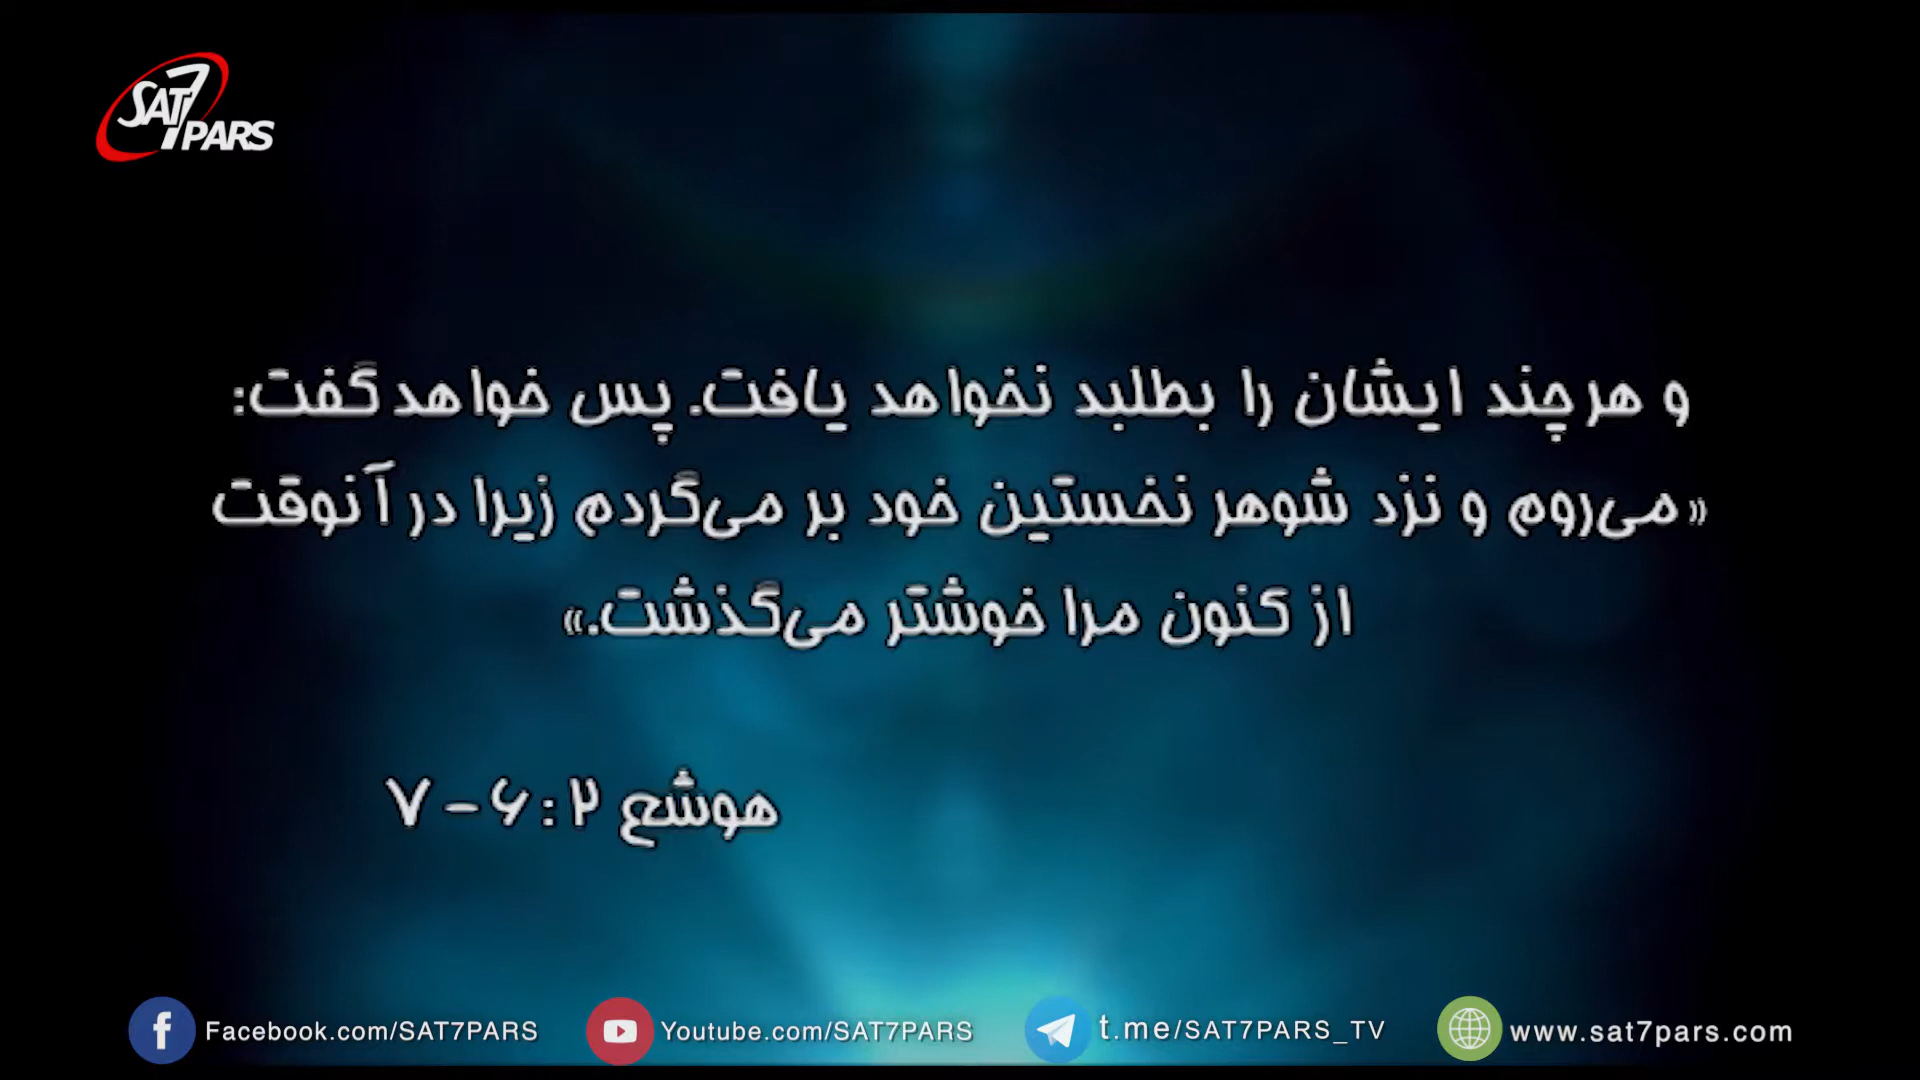 SAT7 PARS
و هرچند ایشان را بطلبد نخواهد یافت. پس خواهد گفت:
«می‌روم و نزد شوهر نخستین خود بر می‌گردم زیرا در آنوقت
از کنون مرا خوشتر می‌گذشت.»
هوشع ۲:۶-۷
Facebook.com/SAT7PARS
Youtube.com/SAT7PARS
t.me/SAT7PARS_TV
www.sat7pars.com